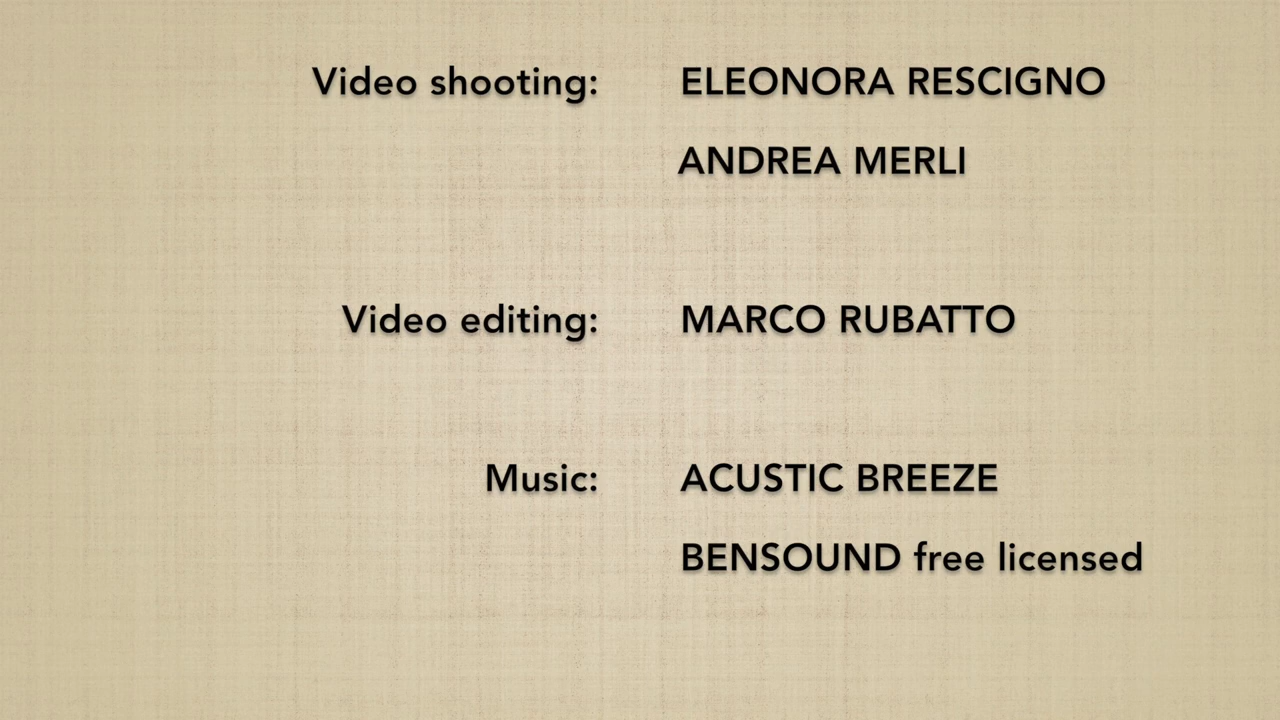 Video shooting: ELEONORA RESCIGNO
ANDREA MERLI
Video editing: MARCO RUBATTO
Music: ACUSTIC BREEZE
BENSOUND free licensed